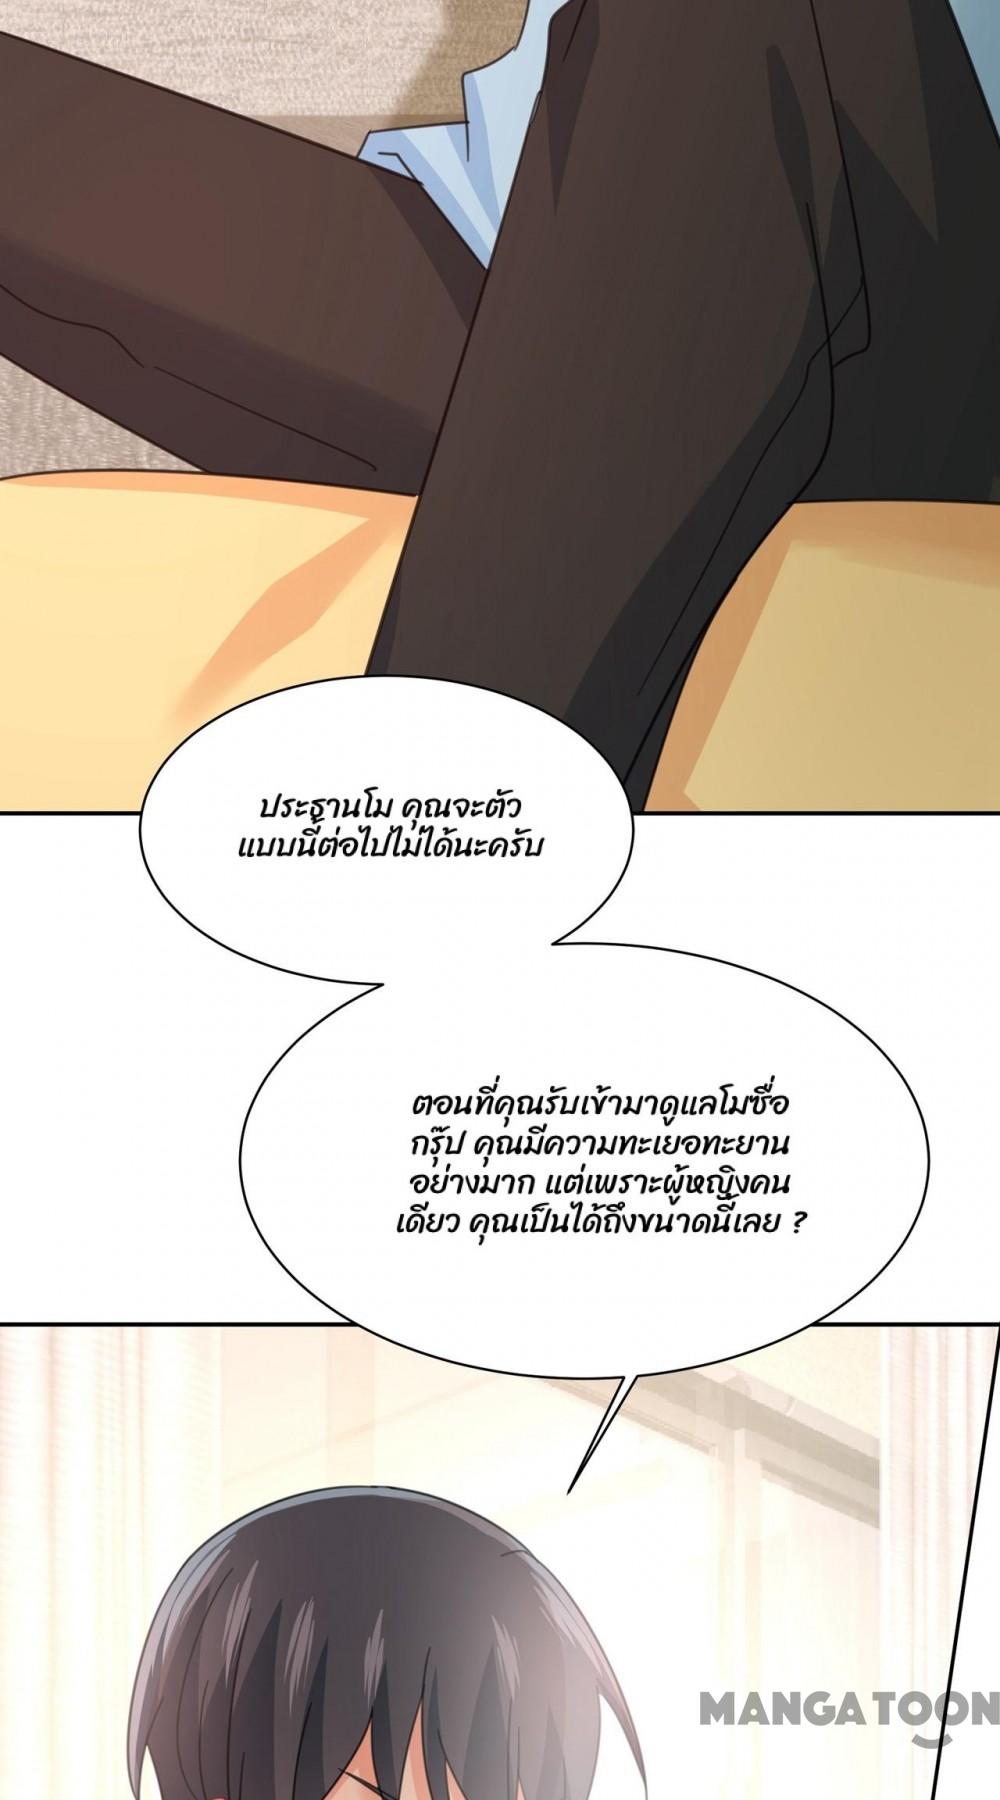 ประธานโม คุณจะตัว
แบบนี้ต่อไปไม่ได้นะครับ
ตอนที่คุณรับเข้ามาดูแลโมซื่อ
กรุ๊ป คุณมีความทะเยอทะยาน
อย่างมาก แต่เพราะผู้หญิงคน
เดียว คุณเป็นได้ถึงขนาดนี้เลย ?
MANGATOON